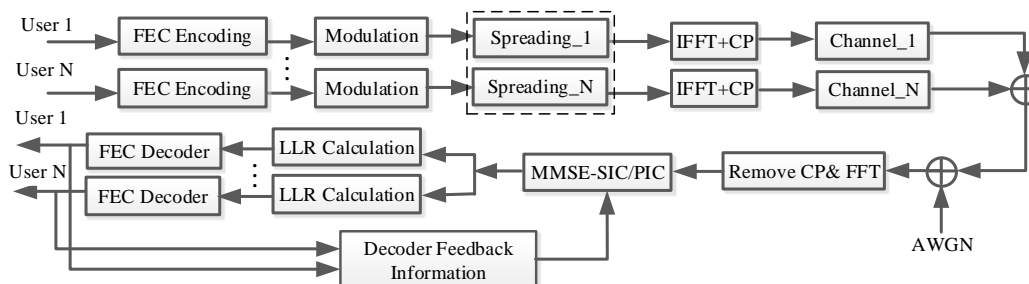 User 1
FEC Encoding
Modulation
Spreading_1
IFFT+CP
Channel_1
User N
FEC Encoding
Modulation
Spreading_N
IFFT+CP
Channel_N
User 1
FEC Decoder
LLR Calculation
MMSE-SIC/PIC
Remove CP& FFT
User N
FEC Decoder
LLR Calculation
AWGN
Decoder Feedback
Information